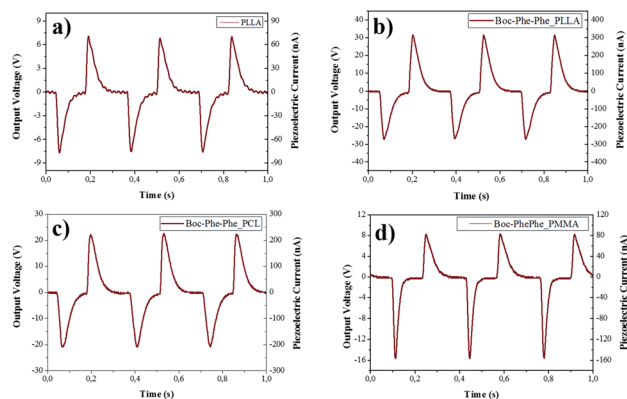 a)
PLLA
Output Voltage (V)
9
6
3
0
-3
-6
-9
Piezoelectric Current (nA)
90
60
30
0
-30
-60
-90
0,0 0,2 0,4 0,6 0,8 1,0
Time (s)
b)
Boc-Phe-Phe_PLLA
Output Voltage (V)
40
30
20
10
0
-10
-20
-30
-40
Piezoelectric Current (nA)
400
300
200
100
0
-100
-200
-300
-400
0,0 0,2 0,4 0,6 0,8 1,0
Time (s)
c)
Boc-Phe-Phe_PCL
Output Voltage (V)
30
20
10
0
-10
-20
-30
Piezoelectric Current (nA)
300
200
100
0
-100
-200
-300
0,0 0,2 0,4 0,6 0,8 1,0
Time (s)
d)
Boc-PhePhe_PMMA
Output Voltage (V)
12
8
4
0
-4
-8
-12
-16
Piezoelectric Current (nA)
120
80
40
0
-40
-80
-120
-160
0,0 0,2 0,4 0,6 0,8 1,0
Time (s)